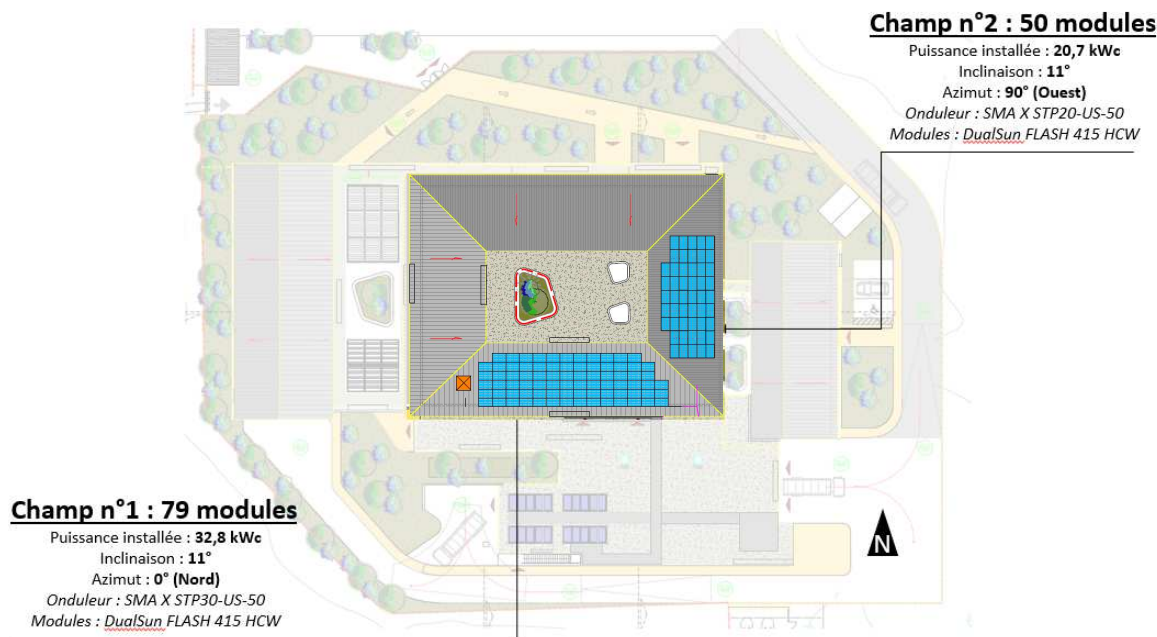 Champ n°2 : 50 modules
Puissance installée : 20,7 kWc
Inclinaison : 11°
Azimut : 90° (Ouest)
Onduleur : SMA X STP20-US-50
Modules : DualSun FLASH 415 HCW
Champ n°1 : 79 modules
Puissance installée : 32,8 kWc
Inclinaison : 11°
Azimut : 0° (Nord)
Onduleur : SMA X STP30-US-50
Modules : DualSun FLASH 415 HCW
N